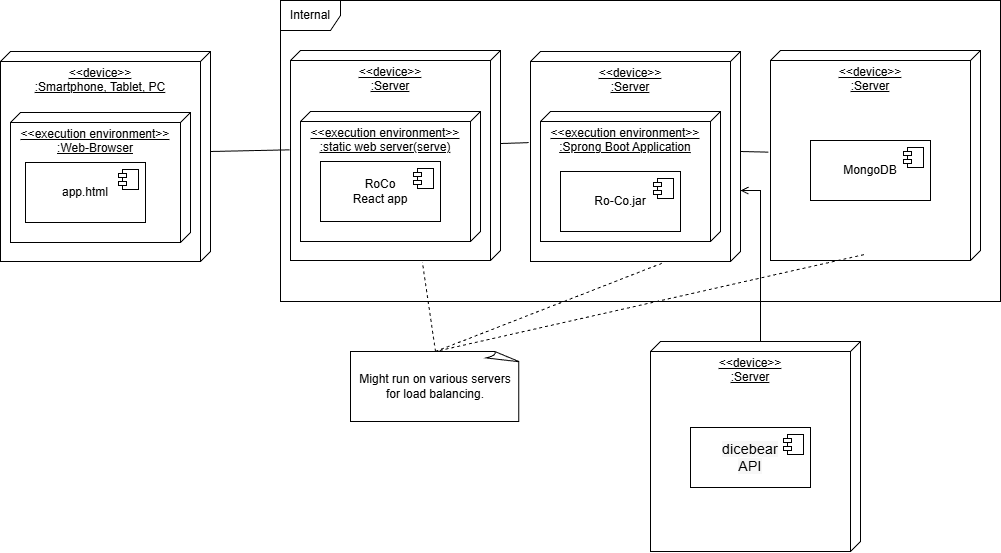 Internal
<<device>>
:Smartphone, Tablet, PC
<<execution environment>>
:Web-Browser
app.html
<<device>>
:Server
<<execution environment>>
:static web server(serve)
RoCo
React app
<<device>>
:Server
<<execution environment>>
:Sprong Boot Application
Ro-Co.jar
<<device>>
:Server
MongoDB
Might run on various servers
for load balancing.
<<device>>
:Server
dicebear
API